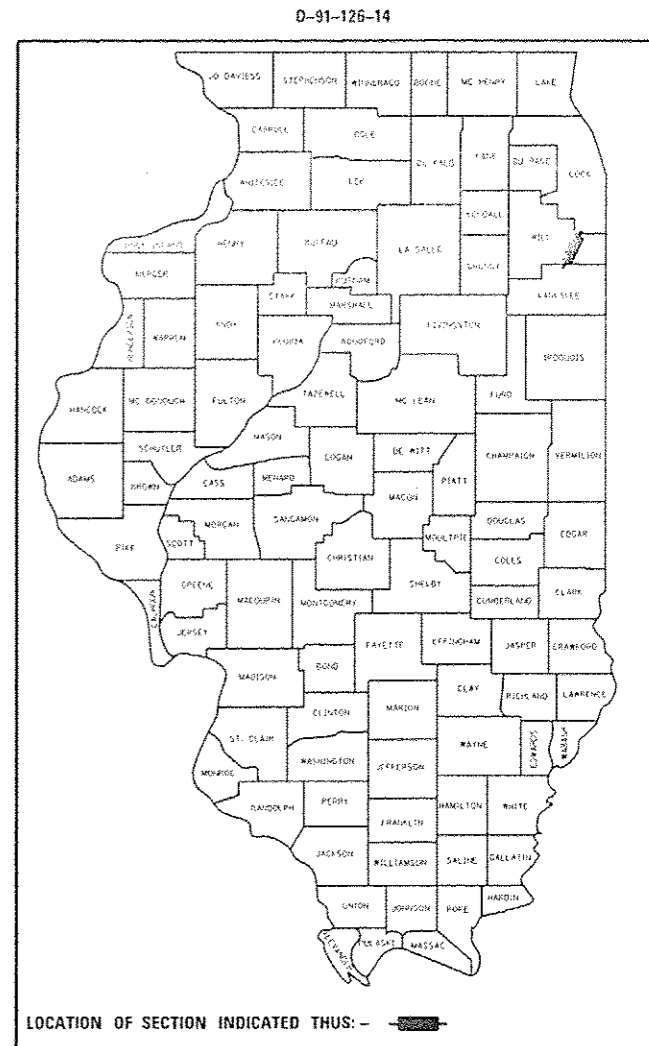 D-91-126-14
JO DAVIESS STEPHENSON WINNEBAGO BOONE MC HENRY LAKE
CARROLL OGLE DE KALB KANE DU PAGE COOK
WHITESIDE LEE KENDALL WILL
ROCK ISLAND HENRY BUREAU LA SALLE GRUNDY
MERCER PUTNAM KANKAKEE
HENDERSON WARREN KNOX STARK MARSHALL LIVINGSTON
PEORIA WOODFORD IROQUOIS
HANCOCK MC DONOUGH FULTON TAZEWELL MC LEAN FORD
MASON
SCHUYLER LOGAN DE WITT CHAMPAIGN VERMILION
ADAMS BROWN CASS MENARD MACON PIATT
MORGAN SANGAMON DOUGLAS EDGAR
PIKE SCOTT CHRISTIAN MOULTRIE COLES
GREENE SHELBY
CALHOUN MACOUPIN MONTGOMERY CUMBERLAND CLARK
JERSEY FAYETTE EFFINGHAM JASPER CRAWFORD
MADISON BOND CLAY RICHLAND LAWRENCE
CLINTON MARION
ST. CLAIR WAYNE EDWARDS WABASH
MONROE WASHINGTON JEFFERSON
RANDOLPH PERRY HAMILTON WHITE
FRANKLIN
JACKSON WILLIAMSON SALINE GALLATIN
UNION JOHNSON POPE HARDIN
ALEXANDER PULASKI MASSAC
LOCATION OF SECTION INDICATED THUS: -